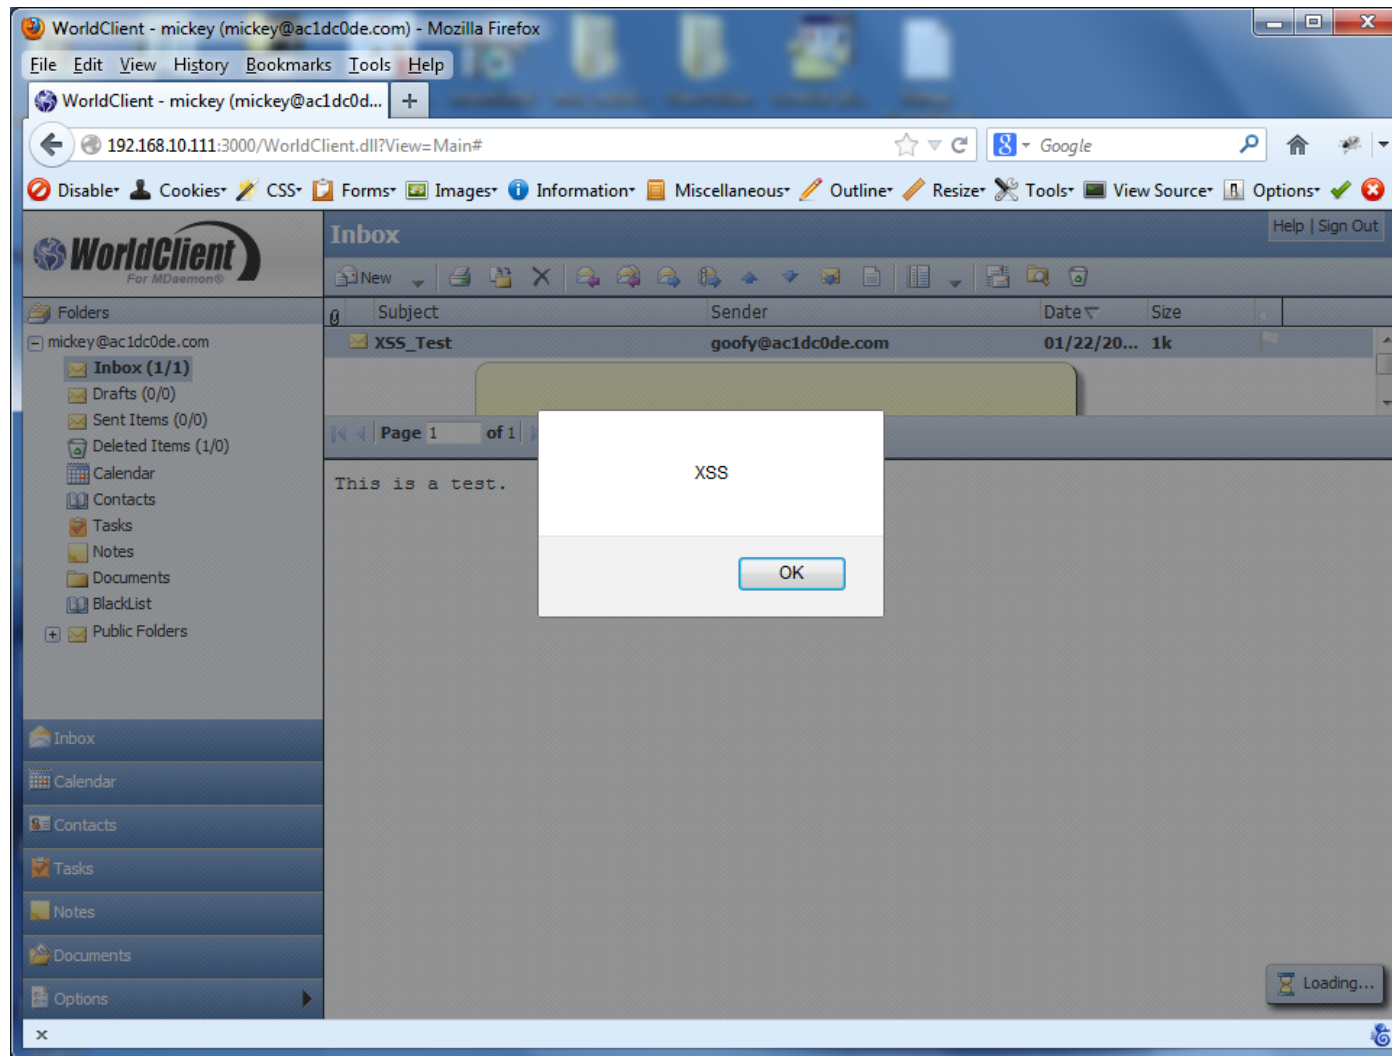 WorldClient - mickey (mickey@ac1dc0de.com) - Mozilla Firefox
File Edit View History Bookmarks Tools Help
WorldClient - mickey (mickey@ac1dc0d... +
192.168.10.111:3000/WorldClient.dll?View=Main#
8 Google
Disable Cookies CSS Forms Images Information Miscellaneous Outline Resize Tools View Source Options
WorldClient
For MDaemon®
Inbox
Help | Sign Out
New
Folders
Subject Sender Date Size
mickey@ac1dc0de.com
XSS_Test goofy@ac1dc0de.com 01/22/20... 1k
Inbox (1/1)
Drafts (0/0)
Sent Items (0/0)
Deleted Items (1/0)
Calendar
Contacts
Tasks
Notes
Documents
BlackList
Public Folders
Page 1 of 1
This is a test.
XSS
OK
Inbox
Calendar
Contacts
Tasks
Notes
Documents
Options
Loading...